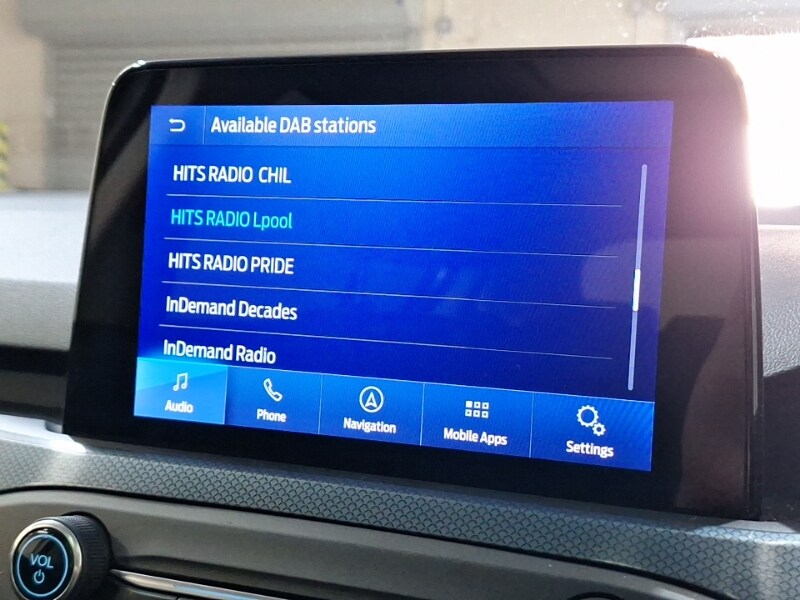 Available DAB stations
HITS RADIO CHIL
HITS RADIO Lpool
HITS RADIO PRIDE
InDemand Decades
InDemand Radio
Audio
Phone
Navigation
Mobile Apps
Settings
VOL